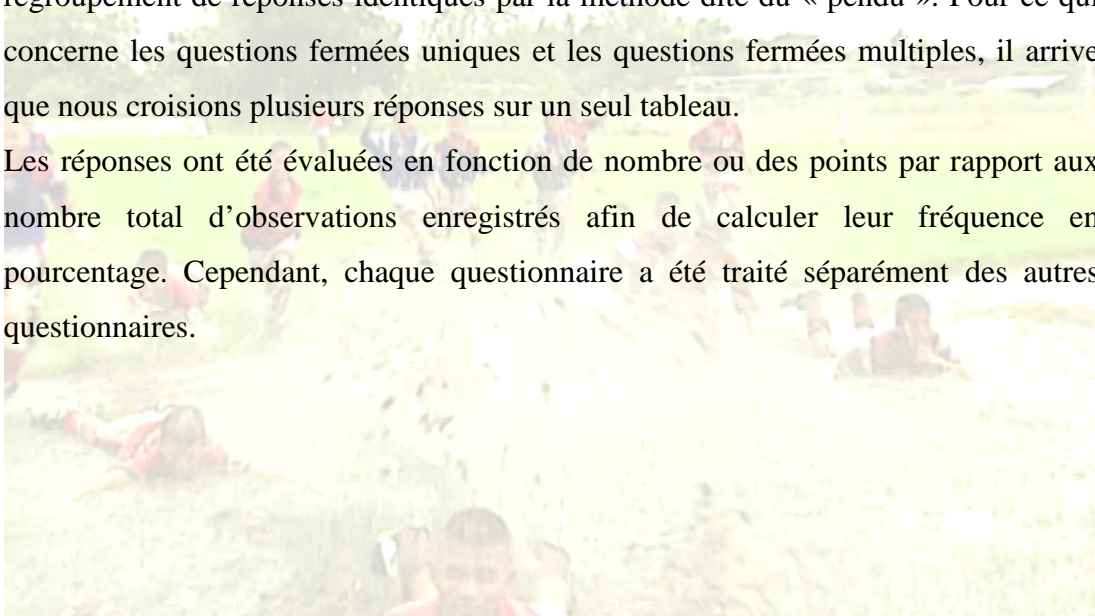 regroupement de réponses identiques par la méthode dite du « pendu ». Pour ce qui
concerne les questions fermées uniques et les questions fermées multiples, il arrive
que nous croisions plusieurs réponses sur un seul tableau.
Les réponses ont été évaluées en fonction de nombre ou des points par rapport aux
nombre total d’observations enregistrés afin de calculer leur fréquence en
pourcentage. Cependant, chaque questionnaire a été traité séparément des autres
questionnaires.